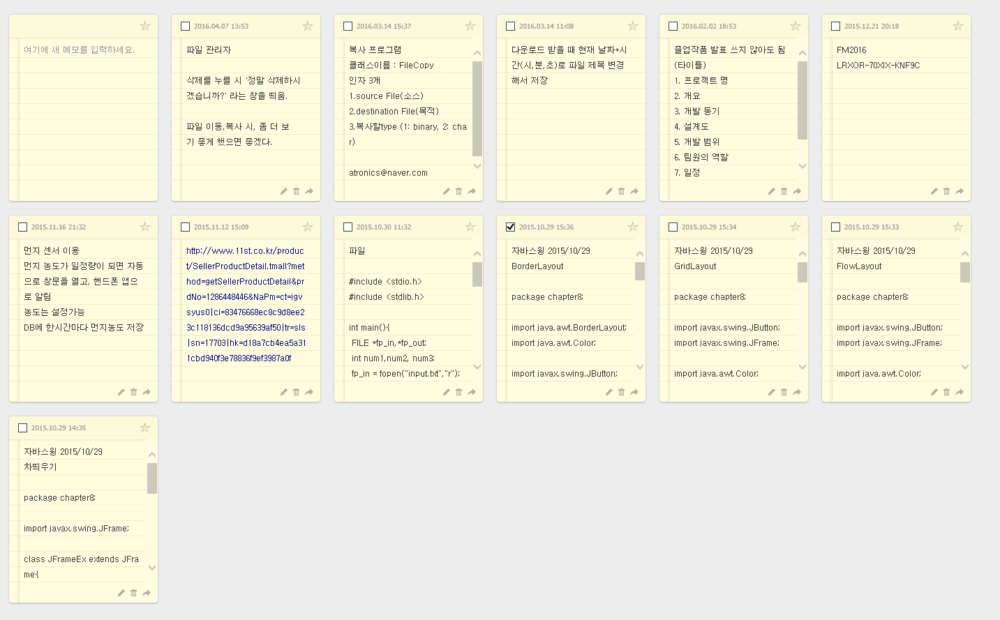 여기에 새 메모를 입력하세요.
2016.04.07 13:53
파일 관리자
삭제를 누를 시 '정말 삭제하시
겠습니까?' 라는 창을 띄움.
파일 이동,복사 시, 좀 더 보
기 좋게 했으면 좋겠다.
2016.03.14 15:37
복사 프로그램
클래스이름 : FileCopy
인자 3개
1.source File(소스)
2.destination File(목적)
3.복사할type (1: binary, 2: cha
r)
atronics@naver.com
2016.03.14 11:08
다운로드 받을 때 현재 날짜+시
간(시,분,초)로 파일 제목 변경
해서 저장
2016.02.02 18:53
졸업작품 발표 쓰지 않아도 됨
(타이틀)
1. 프로젝트 명
2. 개요
3. 개발 동기
4. 설계도
5. 개발 범위
6. 팀원의 역할
7. 일정
2015.12.21 20:18
FM2016
LRXOR-70XIX-KNF9C
2015.11.16 21:32
먼지 센서 이용
먼지 농도가 일정량이 되면 자동
으로 창문을 열고, 핸드폰 앱으
로 알림
농도는 설정가능
DB에 한시간마다 먼지농도 저장
2015.11.12 15:09
http://www.11st.co.kr/produc
t/SellerProductDetail.tmall?met
hod=getSellerProductDetail&pr
dNo=1286448446&NaPm=ct=igv
syus0|ci=83476668ec8c9d8ee2
3c118136dcd9a95639af50|tr=sls
|sn=17703|hk=d18a7cb4ea5a31
1cbd940f3e78836f9ef3987a0f
2015.10.30 11:32
파일
#include <stdio.h>
#include <stdlib.h>
int main(){
FILE *fp_in,*fp_out;
int num1,num2, num3;
fp_in = fopen("input.txt","r");
2015.10.29 15:36
자바스윙 2015/10/29
BorderLayout
package chapter8;
import java.awt.BorderLayout;
import java.awt.Color;
import javax.swing.JButton;
2015.10.29 15:34
자바스윙 2015/10/29
GridLayout
package chapter8;
import javax.swing.JButton;
import javax.swing.JFrame;
import java.awt.Color;
2015.10.29 15:33
자바스윙 2015/10/29
FlowLayout
package chapter8;
import javax.swing.JButton;
import javax.swing.JFrame;
import java.awt.Color;
2015.10.29 14:35
자바스윙 2015/10/29
차띄우기
package chapter8;
import javax.swing.JFrame;
class JFrameEx extends JFra
me{